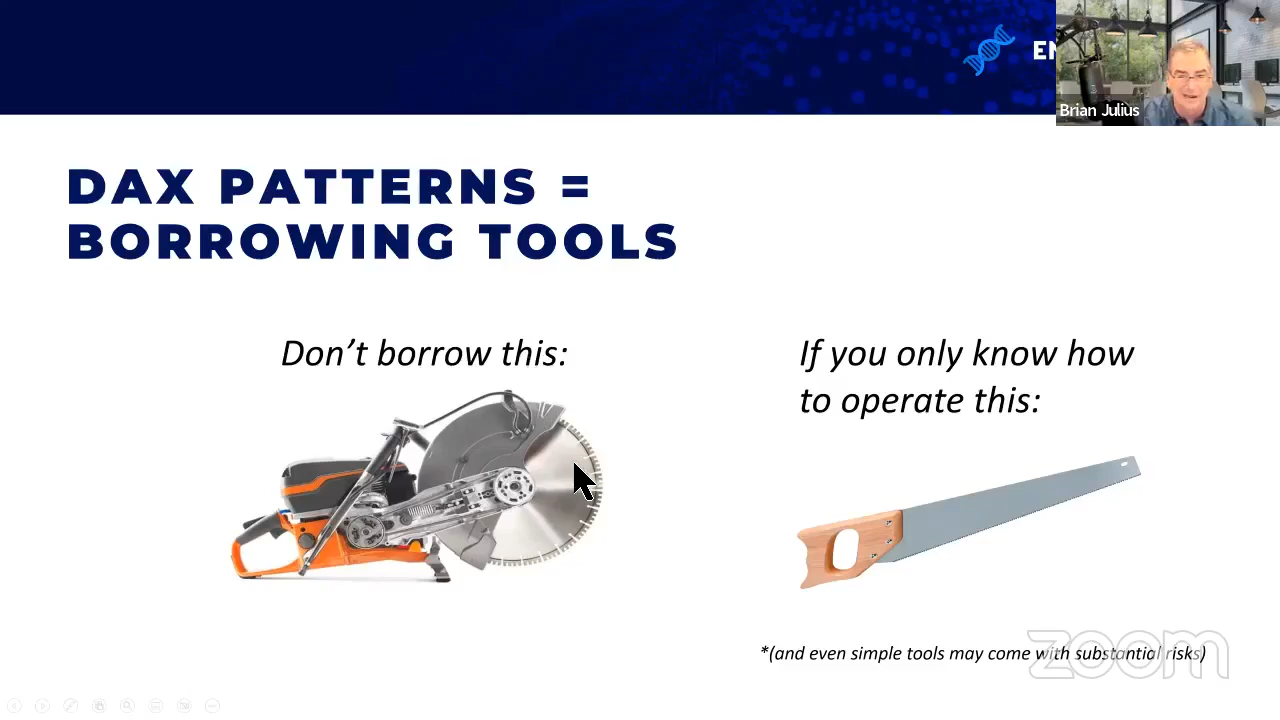 EN
Brian Julius
DAX PATTERNS =
BORROWING TOOLS
Don’t borrow this:
If you only know how
to operate this:
*(and even simple tools may come with substantial risks)
zoom